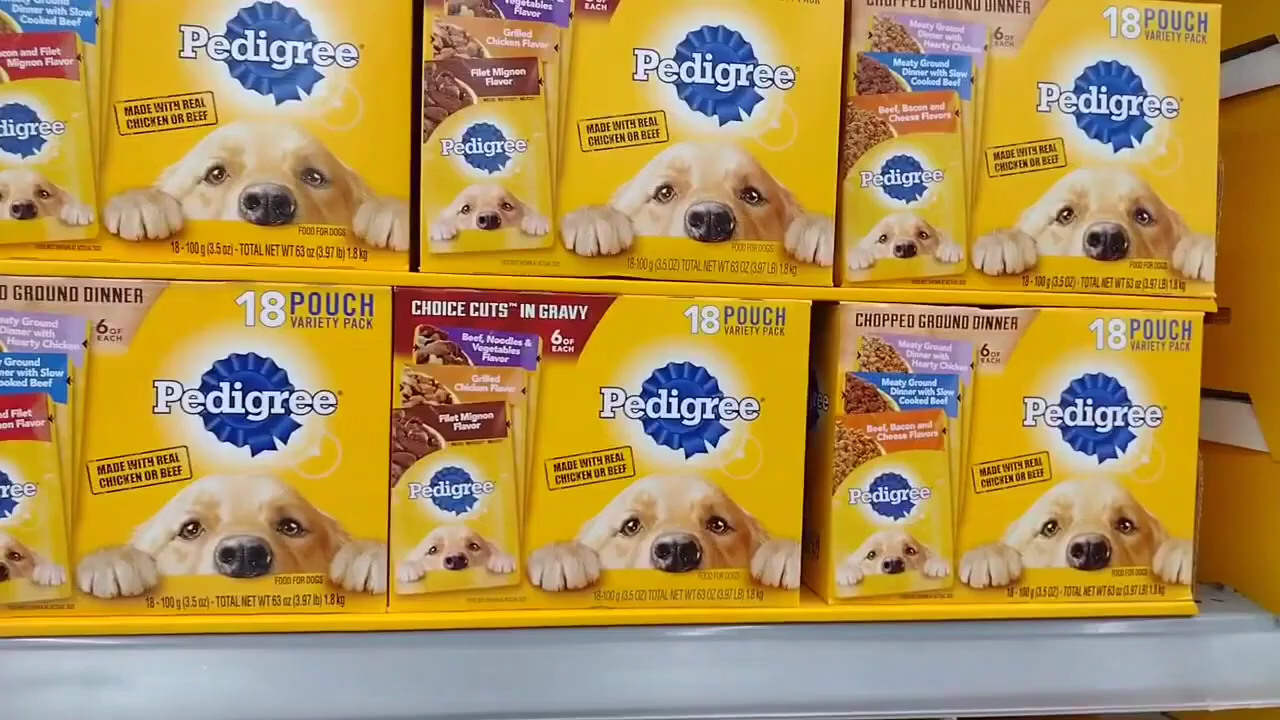 Dinner with Slow
Cooked Beef
and Filet
Mignon Flavor
Pedigree
MADE WITH REAL
CHICKEN OR BEEF
Pedigree
FOOD FOR DOGS
18 - 100 g (3.5 oz) - TOTAL NET WT 63 oz (3.97 lb) 1.8 kg
Vegetables
Flavor
EACH
Grilled
Chicken Flavor
Filet Mignon
Flavor
Pedigree
Pedigree
MADE WITH REAL
CHICKEN OR BEEF
FOOD FOR DOGS
18-100 g (3.5 OZ) TOTAL NET WT 63 OZ (3.97 LB) 1.8 kg
CHOPPED GROUND DINNER
18 POUCH
VARIETY PACK
Meaty Ground
Dinner with
Hearty Chicken
6 OF
EACH
Meaty Ground
Dinner with Slow
Cooked Beef
Beef, Bacon and
Cheese Flavors
Pedigree
Pedigree
MADE WITH REAL
CHICKEN OR BEEF
FOOD FOR DOGS
18 - 100 g (3.5 OZ) - TOTAL NET WT 63 OZ (3.97 LB) 1.8 kg
GROUND DINNER
18 POUCH
VARIETY PACK
Meaty Ground
Dinner with
Hearty Chicken
6 OF
EACH
Ground
Pedigree
MADE WITH REAL
CHICKEN OR BEEF
FOOD FOR DOGS
18 - 100 g (3.5 oz) - TOTAL NET WT 63 oz (3.97 lb) 1.8 kg
CHOICE CUTS™ IN GRAVY
18 POUCH
VARIETY PACK
Beef, Noodles &
Vegetables
Flavor
6 OF
EACH
Grilled
Chicken Flavor
Filet Mignon
Flavor
Pedigree
Pedigree
MADE WITH REAL
CHICKEN OR BEEF
FOOD FOR DOGS
18-100 g (3.5 OZ) TOTAL NET WT 63 OZ (3.97 LB) 1.8 kg
CHOPPED GROUND DINNER
18 POUCH
VARIETY PACK
Meaty Ground
Dinner with
Hearty Chicken
6 OF
EACH
Meaty Ground
Dinner with Slow
Cooked Beef
Beef, Bacon and
Cheese Flavors
Pedigree
Pedigree
MADE WITH REAL
CHICKEN OR BEEF
FOOD FOR DOGS
18 - 100 g (3.5 OZ) - TOTAL NET WT 63 OZ (3.97 LB) 1.8 kg